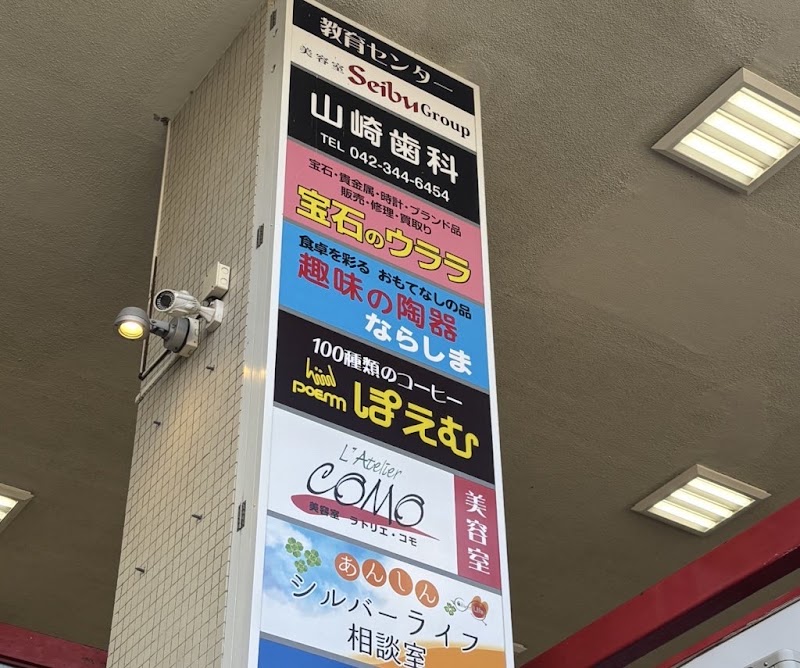 教育センター
美容室 Seibu Group
山崎歯科
TEL 042-344-6454
宝石・貴金属・時計・ブランド品
販売・修理・買取り
宝石のウララ
食卓を彩る おもてなしの品
趣味の陶器
ならしま
100種類のコーヒー
POEM ぽえむ
L'Atelier
COMO
美容室 ラトリエ・コモ
美容室
あんしん
シルバーライフ
相談室